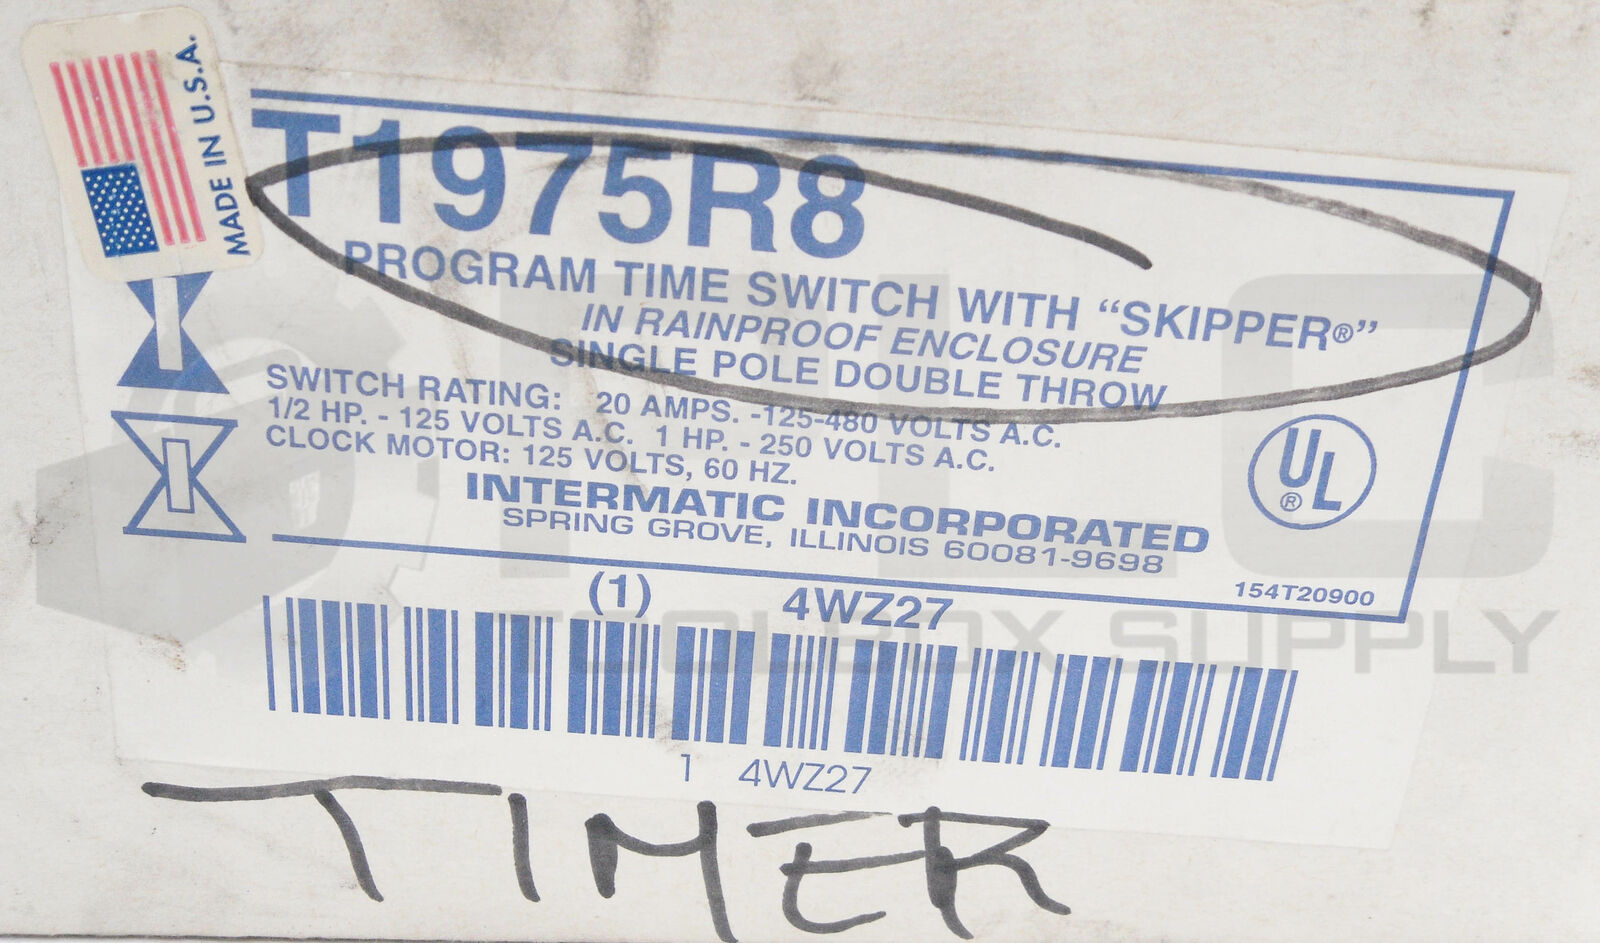 MADE IN U.S.A.
T1975R8
PROGRAM TIME SWITCH WITH “SKIPPER®”
IN RAINPROOF ENCLOSURE
SINGLE POLE DOUBLE THROW
SWITCH RATING: 20 AMPS. -125-480 VOLTS A.C.
1/2 HP. - 125 VOLTS A.C. 1 HP. - 250 VOLTS A.C.
CLOCK MOTOR: 125 VOLTS, 60 HZ.
INTERMATIC INCORPORATED
SPRING GROVE, ILLINOIS 60081-9698
UL ®
154T20900
(1) 4WZ27
1 4WZ27
TIMER
PLC
TOOLBOX SUPPLY